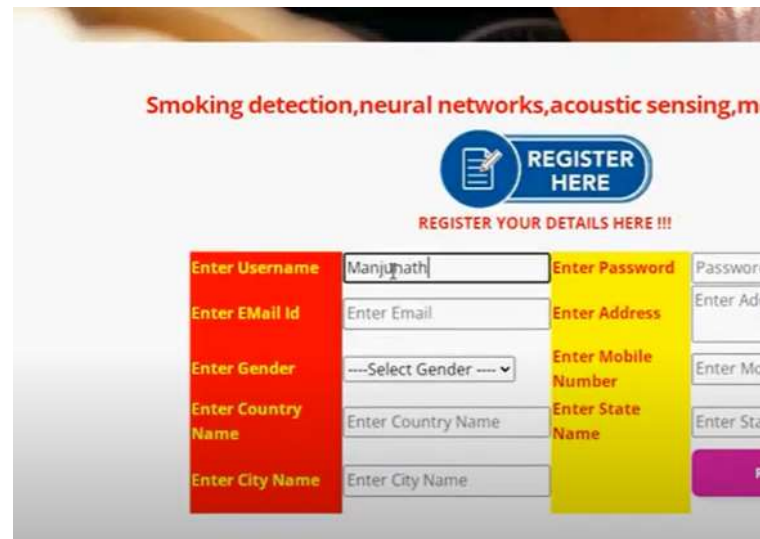 Smoking detection,neural networks,acoustic sensing,m
REGISTER
HERE
REGISTER YOUR DETAILS HERE !!!
Enter Username Manjunath Enter Password Password
Enter EMail Id Enter Email Enter Address Enter Ad
Enter Gender ----Select Gender ---- Enter Mobile
Number Enter Mo
Enter Country
Name Enter Country Name Enter State
Name Enter Sta
Enter City Name Enter City Name R